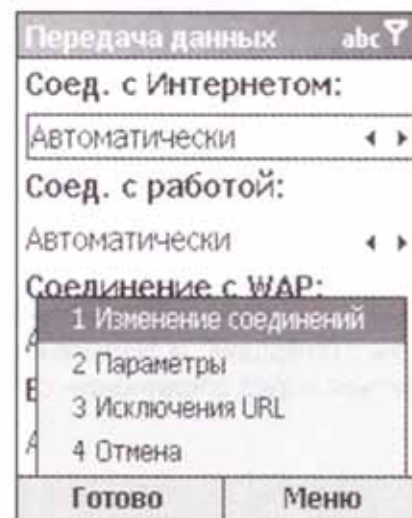 Передача данных abc
Соед. с Интернетом:
Автоматически
Соед. с работой:
Автоматически
Соединение с WAP:
1 Изменение соединений
2 Параметры
3 Исключения URL
4 Отмена
Готово Меню